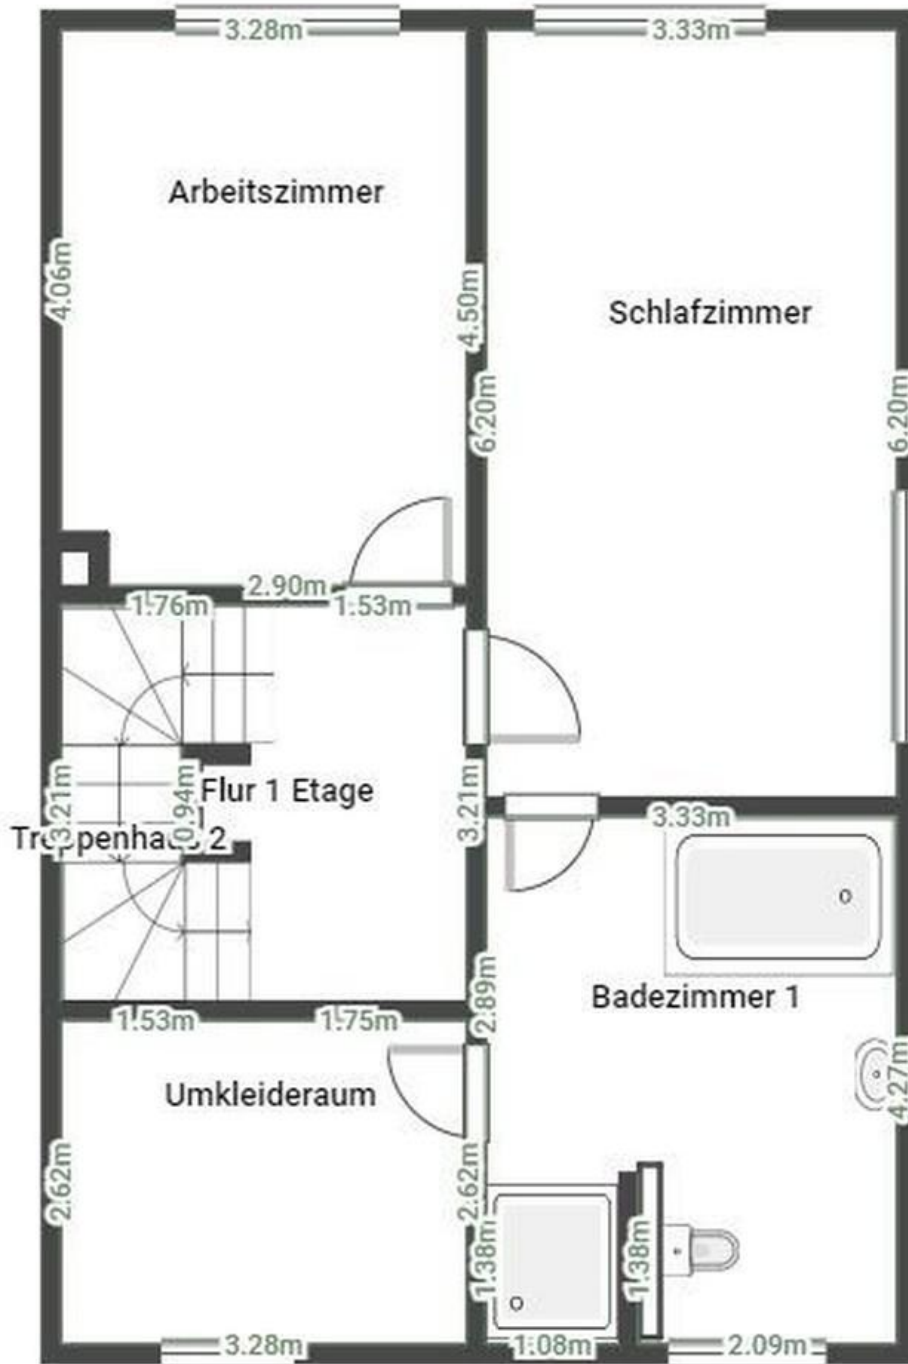 3.28m
3.33m
Arbeitszimmer
4.06m
4.50m
Schlafzimmer
6.20m
6.20m
2.90m
1.76m
1.53m
3.21m
0.94m
Flur 1 Etage
3.21m
3.33m
2
2.89m
Badezimmer 1
1.53m
1.75m
4.27m
Umkleideraum
2.62m
2.62m
1.38m
1.38m
3.28m
1.08m
2.09m